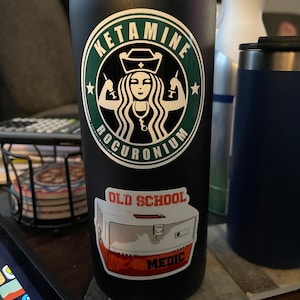 KETAMINE
ROCURONIUM
OLD SCHOOL
MEDIC